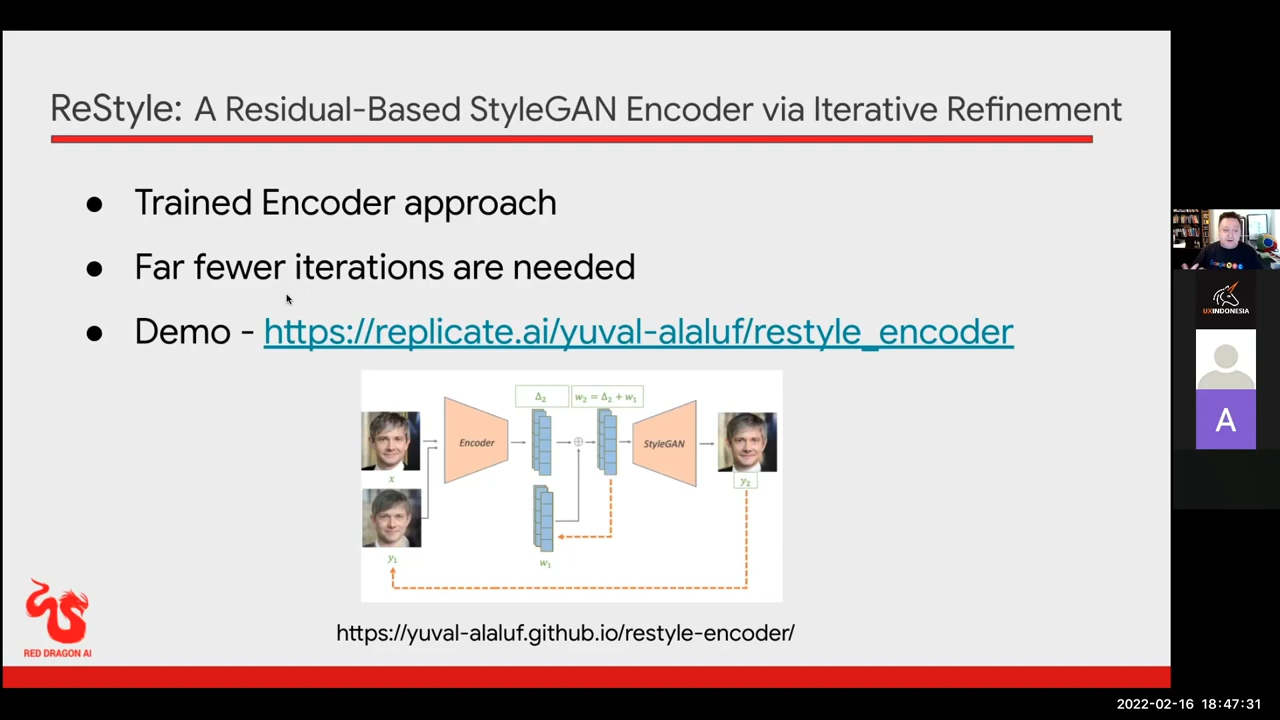 ReStyle: A Residual-Based StyleGAN Encoder via Iterative Refinement
● Trained Encoder approach
● Far fewer iterations are needed
● Demo - https://replicate.ai/yuval-alaluf/restyle_encoder
Δ₂
w₂ = Δ₂ + w₁
Encoder
⊕
StyleGAN
x
y₂
y₁
w₁
https://yuval-alaluf.github.io/restyle-encoder/
RED DRAGON AI
UXINDONESIA
A
2022-02-16 18:47:31